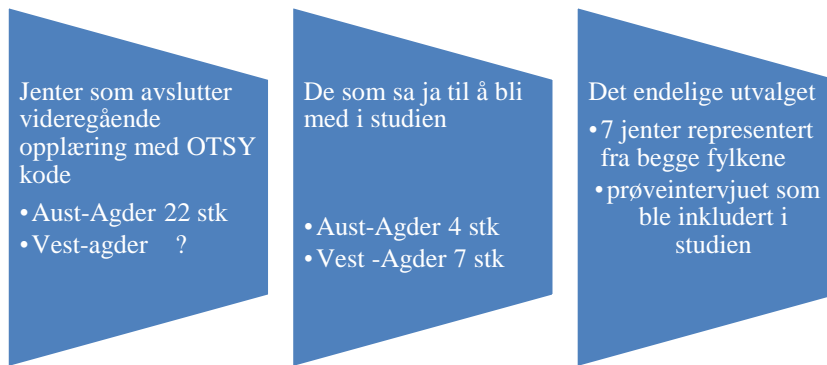 Jenter som avslutter
videregående
opplæring med OTSY
kode
•Aust-Agder 22 stk
•Vest-agder ?
De som sa ja til å bli
med i studien
•Aust-Agder 4 stk
•Vest -Agder 7 stk
Det endelige utvalget
•7 jenter representert
fra begge fylkene
•prøveintervjuet som
ble inkludert i
studien